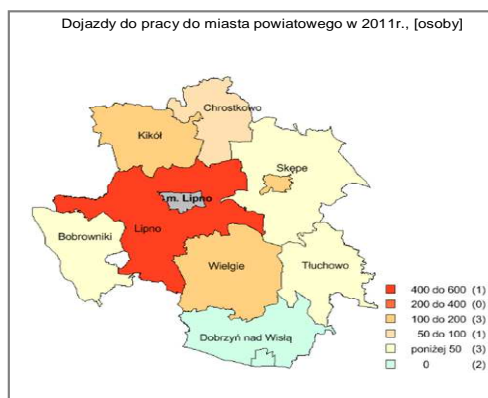 Dojazdy do pracy do miasta powiatowego w 2011r., [osoby]
Chrostkowo
Kikół
Skępe
m. Lipno
Bobrowniki
Lipno
Wielgie
Tłuchowo
Dobrzyń nad Wisłą
400 do 600 (1)
200 do 400 (0)
100 do 200 (3)
50 do 100 (1)
poniżej 50 (3)
0 (2)